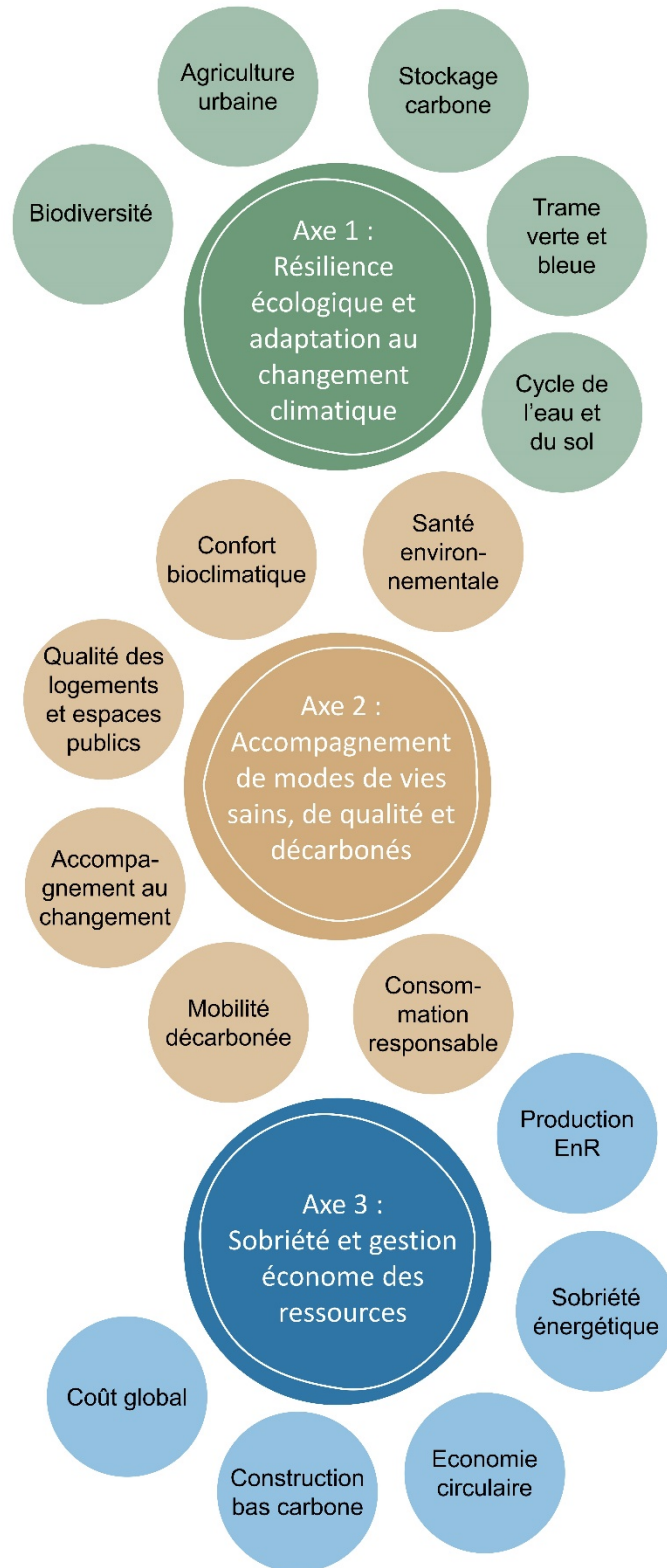 Agriculture
urbaine
Stockage
carbone
Biodiversité
Trame
verte et
bleue
Axe 1 :
Résilience
écologique et
adaptation au
changement
climatique
Cycle de
l'eau et
du sol
Confort
bioclimatique
Santé
environ-
nementale
Qualité des
logements
et espaces
publics
Axe 2 :
Accompagnement
de modes de vies
sains, de qualité et
décarbonés
Accompa-
gnement au
changement
Mobilité
décarbonée
Consom-
mation
responsable
Production
EnR
Axe 3 :
Sobriété et gestion
économe des
ressources
Sobriété
énergétique
Coût global
Construction
bas carbone
Economie
circulaire